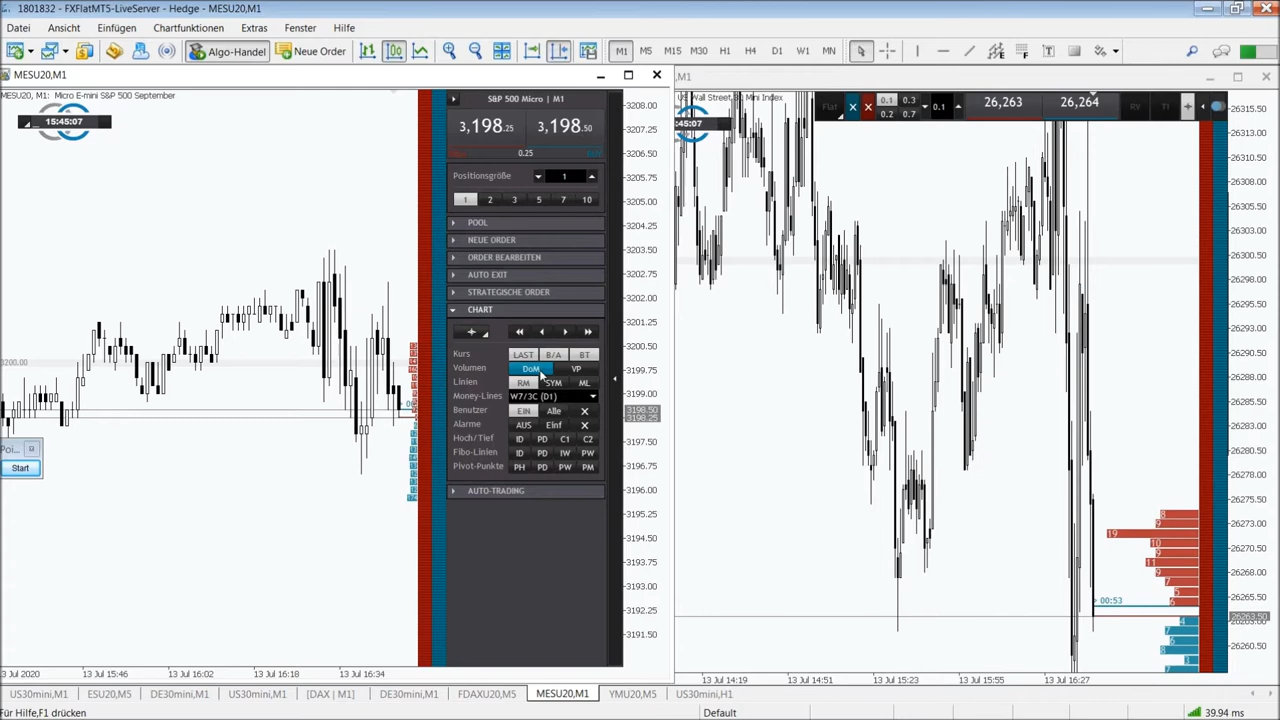 1801832 - FXFlatMT5-LiveServer - Hedge - MESU20,M1
Datei Ansicht Einfügen Chartfunktionen Extras Fenster Hilfe
Algo-Handel Neue Order M1 M5 M15 M30 H1 H4 D1 W1 MN
MESU20,M1
,M1
MESU20, M1: Micro E-mini S&P 500 September
15:45:07
S&P 500 Micro | M1
3,198.25 3,198.50
0.25
Positionsgröße 1
1 2 3 5 7 10
POOL
NEUE ORDER
ORDER BEARBEITEN
AUTO EXIT
STRATEGISCHE ORDER
CHART
Kurs LAST B/A BT
Volumen DoM VP
Linien RM SYM ML
Money-Lines W7/3C (D1)
Benutzer EIN Alle
Alarme AUS Einf
Hoch/Tief ID PD C1 C2
Fibo-Linien ID PD IW PW
Pivot-Punkte PH PD PW PM
AUTO-TRADING
Start
3208.00
3207.25
3206.50
3205.75
3205.00
3204.25
3203.50
3202.75
3202.00
3201.25
3200.50
3199.75
3199.00
3198.50
3197.50
3196.75
3196.00
3195.25
3194.50
3193.75
3193.00
3192.25
3191.50
13 Jul 2020 13 Jul 15:46 13 Jul 16:02 13 Jul 16:18 13 Jul 16:34
Wall Street 30 Mini Index
:45:07
Flat 0.1 0.3 0.1 26,263 26,264
0.2 0.7
26315.50
26313.00
26310.50
26308.00
26305.50
26303.00
26300.50
26298.00
26295.50
26293.00
26290.50
26288.00
26285.50
26283.00
26280.50
26278.00
26275.50
26273.00
26270.50
26268.00
26265.50
26263.50
26260.50
00:53
13 Jul 14:19 13 Jul 14:51 13 Jul 15:23 13 Jul 15:55 13 Jul 16:27
US30mini,M1 ESU20,M5 DE30mini,M1 US30mini,M1 [DAX | M1] DE30mini,M1 FDAXU20,M5 MESU20,M1 YMU20,M5 US30mini,H1
Für Hilfe,F1 drücken Default 39.94 ms